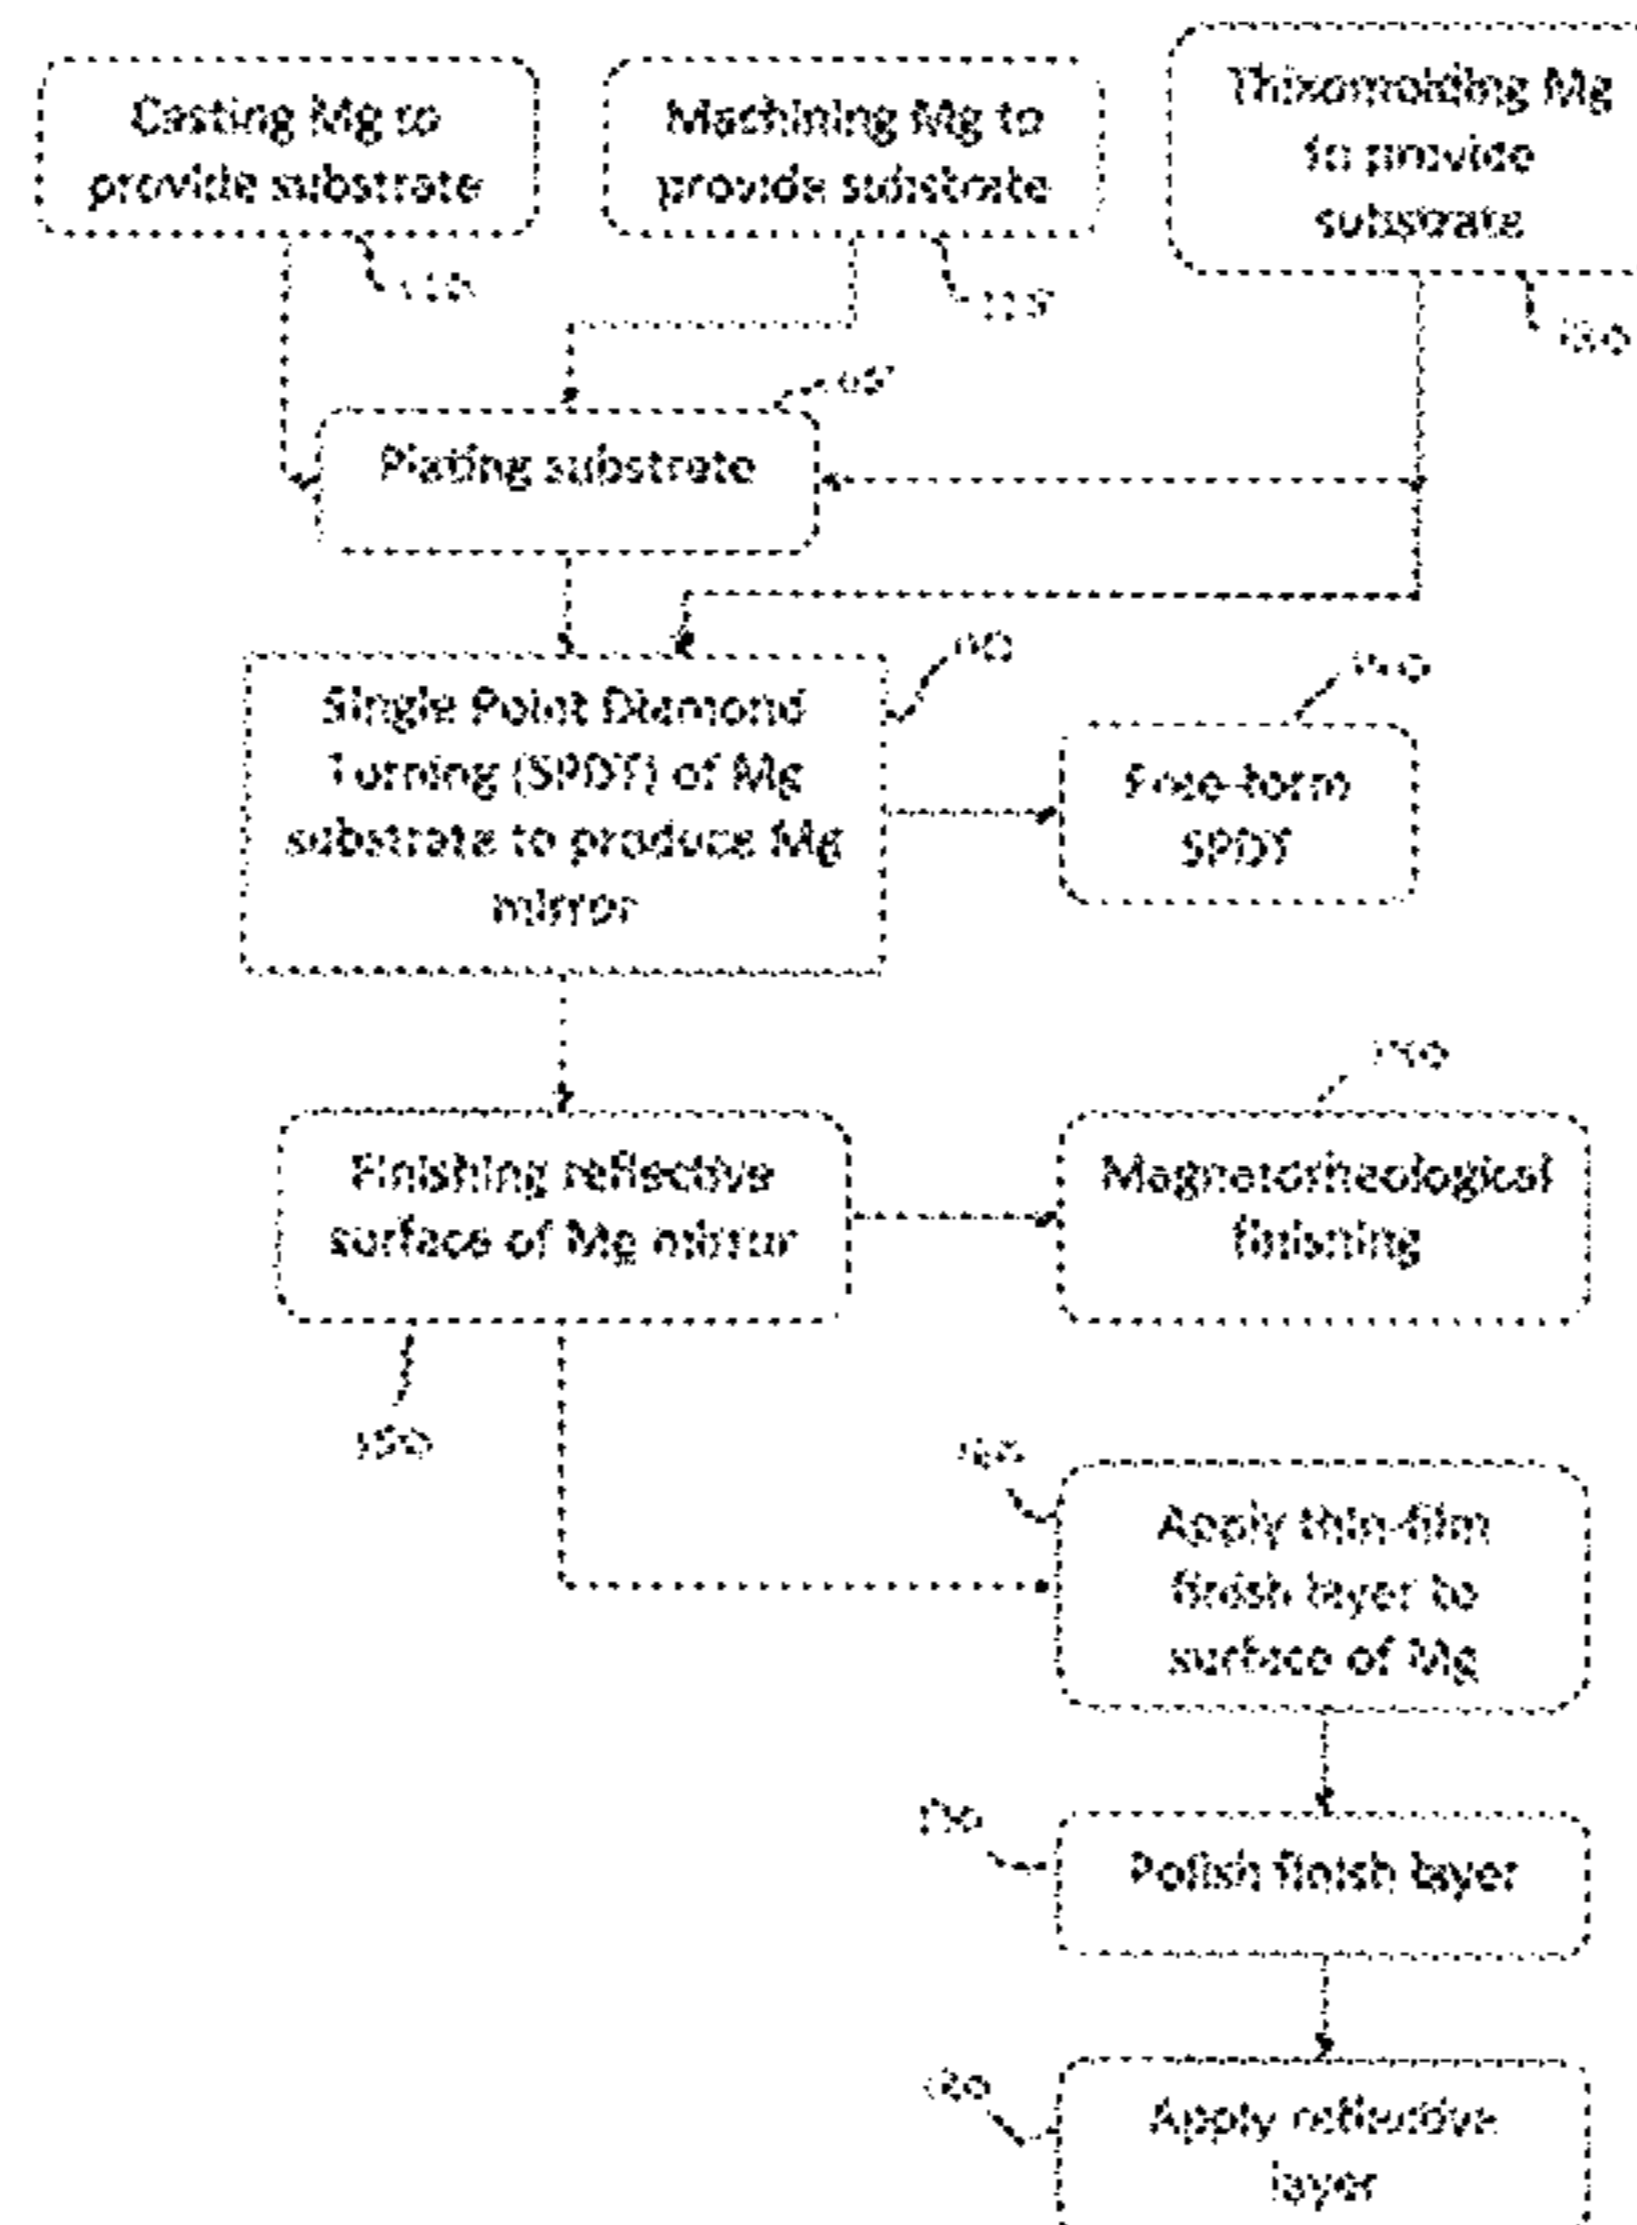 Casting Mg to
provide substrate
Machining Mg to
provide substrate
Thixomolding Mg
to provide
substrate
Plating substrate
Single Point Diamond
Turning (SPDT) of Mg
substrate to produce Mg
mirror
Free-form
SPDT
Finishing reflective
surface of Mg mirror
Magnetorheological
finishing
150
Apply thin-film
finish layer to
surface of Mg
Polish finish layer
180
Apply reflective
layer